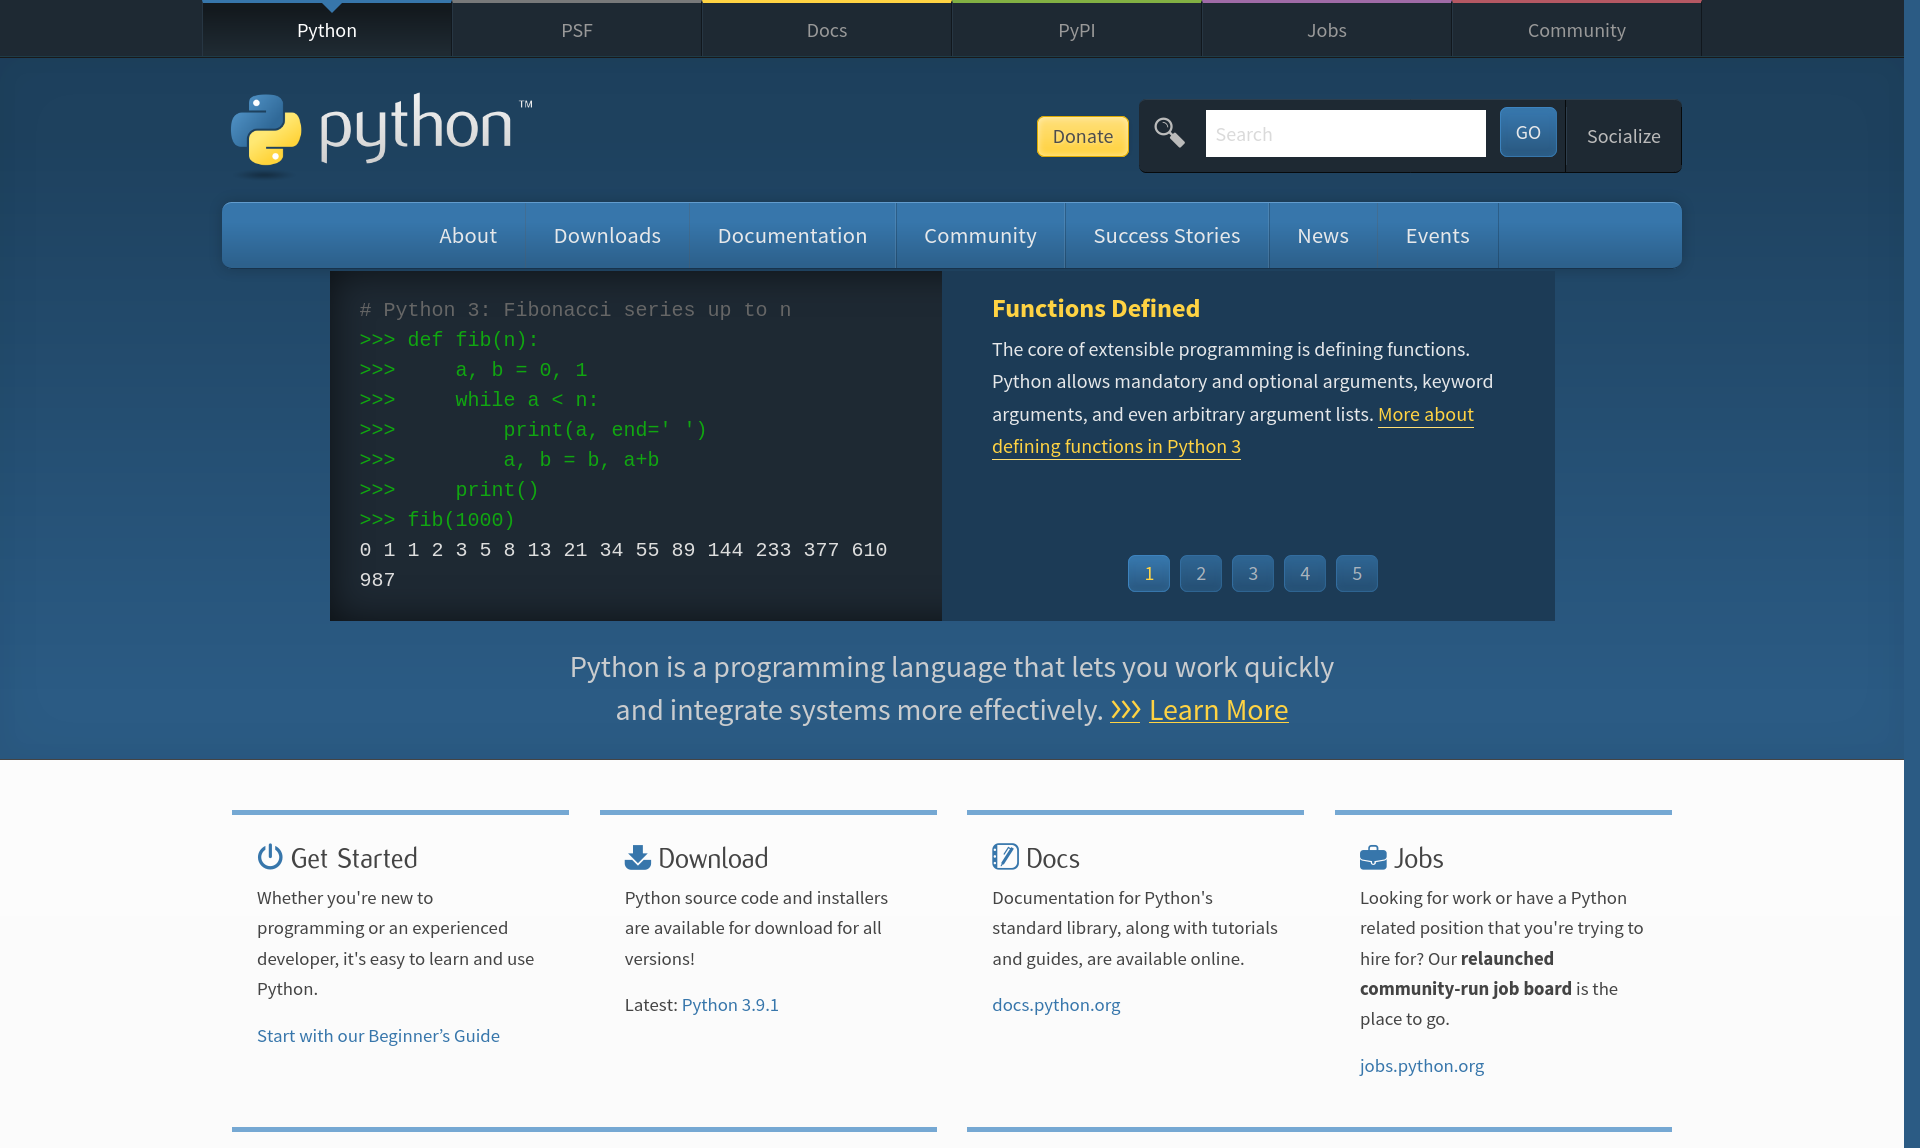 Python
PSF
Docs
PyPI
Jobs
Community
python™
Donate
Search
GO
Socialize
About
Downloads
Documentation
Community
Success Stories
News
Events
# Python 3: Fibonacci series up to n
>>> def fib(n):
>>>     a, b = 0, 1
>>>     while a < n:
>>>         print(a, end=' ')
>>>         a, b = b, a+b
>>>     print()
>>> fib(1000)
0 1 1 2 3 5 8 13 21 34 55 89 144 233 377 610
987
Functions Defined
The core of extensible programming is defining functions.
Python allows mandatory and optional arguments, keyword
arguments, and even arbitrary argument lists. More about
defining functions in Python 3
1
2
3
4
5
Python is a programming language that lets you work quickly
and integrate systems more effectively. >>> Learn More
Get Started
Whether you're new to
programming or an experienced
developer, it's easy to learn and use
Python.
Start with our Beginner’s Guide
Download
Python source code and installers
are available for download for all
versions!
Latest: Python 3.9.1
Docs
Documentation for Python's
standard library, along with tutorials
and guides, are available online.
docs.python.org
Jobs
Looking for work or have a Python
related position that you're trying to
hire for? Our relaunched
community-run job board is the
place to go.
jobs.python.org